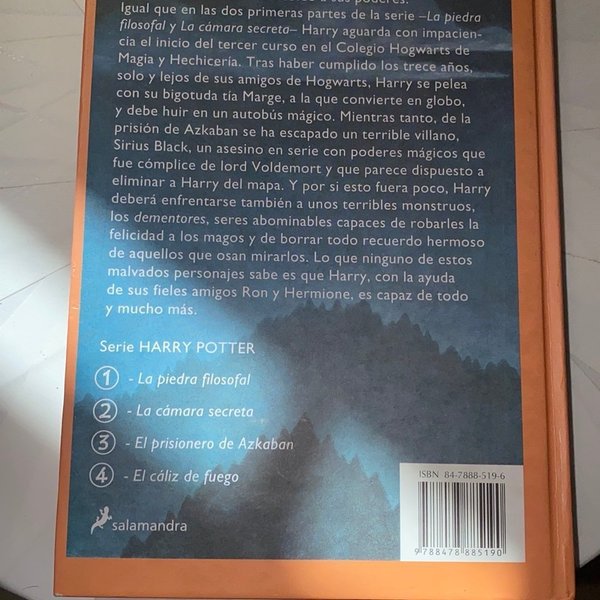 a sus poderes.
Igual que en las dos primeras partes de la serie –La piedra
filosofal y La cámara secreta– Harry aguarda con impacien-
cia el inicio del tercer curso en el Colegio Hogwarts de
Magia y Hechicería. Tras haber cumplido los trece años,
solo y lejos de sus amigos de Hogwarts, Harry se pelea
con su bigotuda tía Marge, a la que convierte en globo,
y debe huir en un autobús mágico. Mientras tanto, de la
prisión de Azkaban se ha escapado un terrible villano,
Sirius Black, un asesino en serie con poderes mágicos que
fue cómplice de lord Voldemort y que parece dispuesto a
eliminar a Harry del mapa. Y por si esto fuera poco, Harry
deberá enfrentarse también a unos terribles monstruos,
los dementores, seres abominables capaces de robarles la
felicidad a los magos y de borrar todo recuerdo hermoso
de aquellos que osan mirarlos. Lo que ninguno de estos
malvados personajes sabe es que Harry, con la ayuda
de sus fieles amigos Ron y Hermione, es capaz de todo
y mucho más.
Serie HARRY POTTER
1 - La piedra filosofal
2 - La cámara secreta
3 - El prisionero de Azkaban
4 - El cáliz de fuego
salamandra
ISBN 84-7888-519-6
9 788478 885190